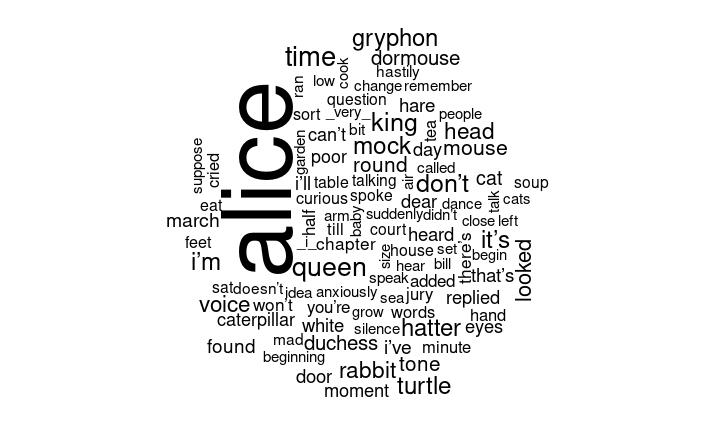 gryphon
time dormouse
hastily
ran low cook change remember
question hare
sort _very_ people
can't bit king tea head
garden mock day mouse
suppose cried poor round called
i'll table talking air don't cat soup
curious spoke dear dance talk cats
eat alice half arm baby suddenly didn't close left
march till court heard
feet _i_ chapter size house set there's it's
i'm queen hear bill begin looked
speak added that's
sat doesn't idea anxiously sea jury replied
voice won't you're grow words hand
caterpillar white silence hatter eyes
found mad duchess i've minute
beginning
door rabbit tone
moment turtle